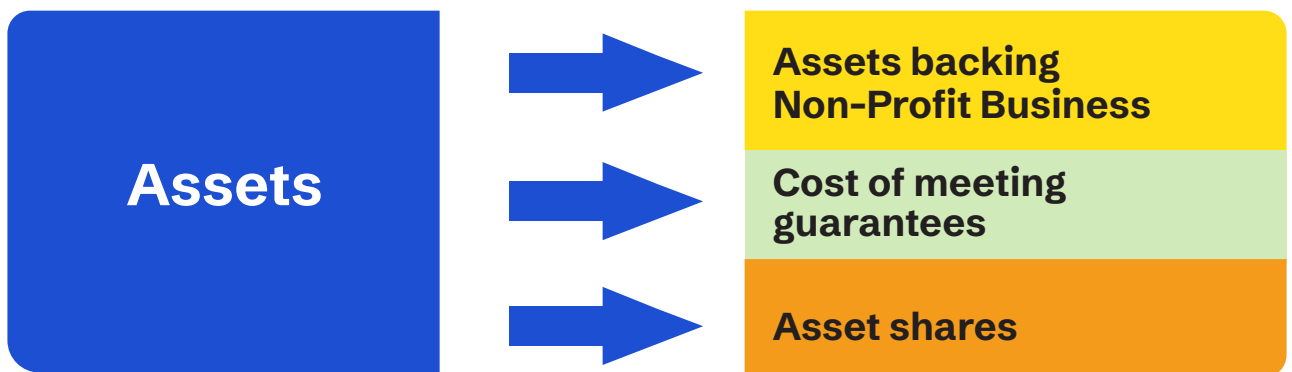 Assets
Assets backing
Non-Profit Business
Cost of meeting
guarantees
Asset shares